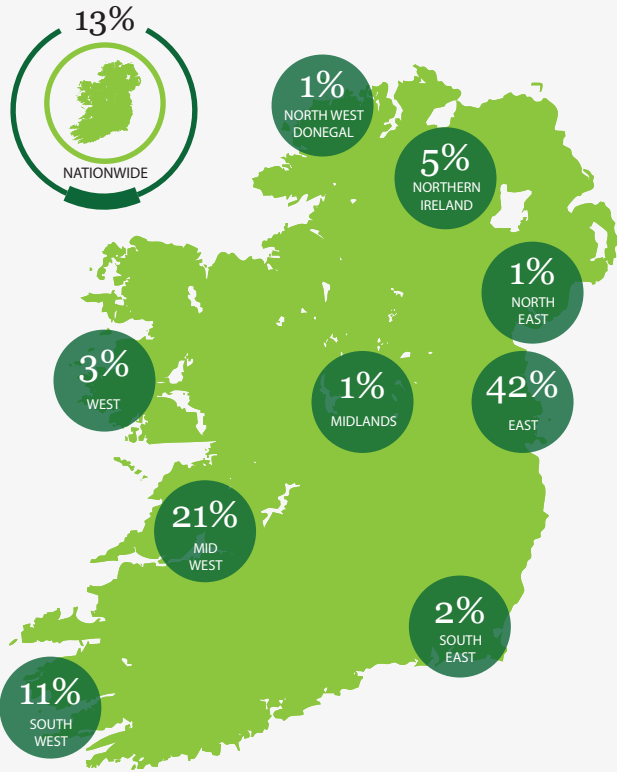 13%
NATIONWIDE
1%
NORTH WEST
DONEGAL
5%
NORTHERN
IRELAND
1%
NORTH
EAST
3%
WEST
1%
MIDLANDS
42%
EAST
21%
MID
WEST
2%
SOUTH
EAST
11%
SOUTH
WEST